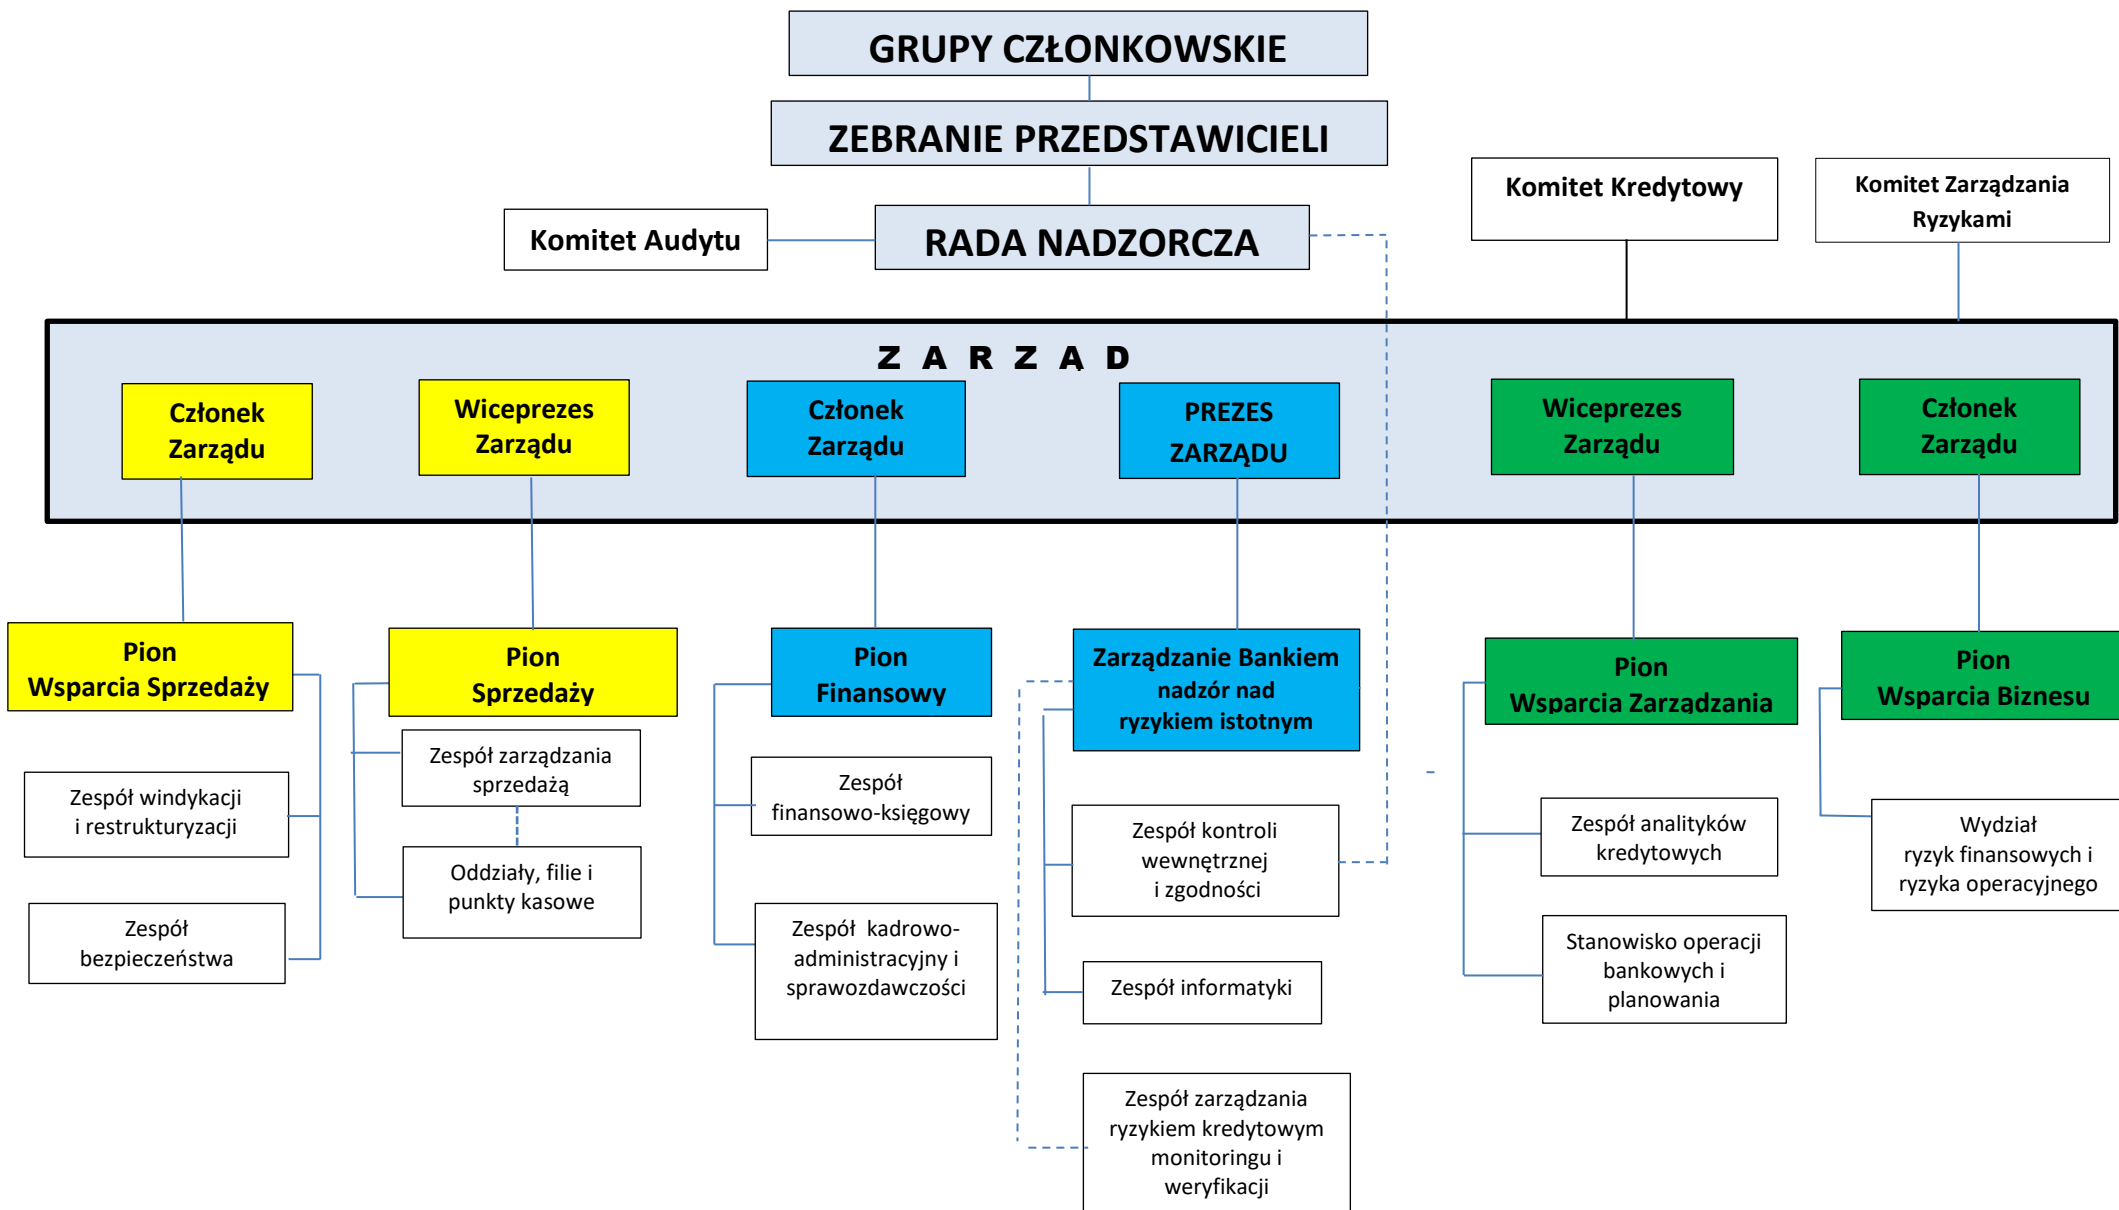 GRUPY CZŁONKOWSKIE
ZEBRANIE PRZEDSTAWICIELI
Komitet Audytu
RADA NADZORCZA
Komitet Kredytowy
Komitet Zarządzania
Ryzykami
Z A R Z Ą D
Członek
Zarządu
Wiceprezes
Zarządu
Członek
Zarządu
PREZES
ZARZĄDU
Wiceprezes
Zarządu
Członek
Zarządu
Pion
Wsparcia Sprzedaży
Pion
Sprzedaży
Pion
Finansowy
Zarządzanie Bankiem
nadzór nad
ryzykiem istotnym
Pion
Wsparcia Zarządzania
Pion
Wsparcia Biznesu
Zespół windykacji
i restrukturyzacji
Zespół
bezpieczeństwa
Zespół zarządzania
sprzedażą
Oddziały, filie i
punkty kasowe
Zespół
finansowo-księgowy
Zespół kadrowo-
administracyjny i
sprawozdawczości
Zespół kontroli
wewnętrznej
i zgodności
Zespół informatyki
Zespół zarządzania
ryzykiem kredytowym
monitoringu i
weryfikacji
Zespół analityków
kredytowych
Stanowisko operacji
bankowych i
planowania
Wydział
ryzyk finansowych i
ryzyka operacyjnego